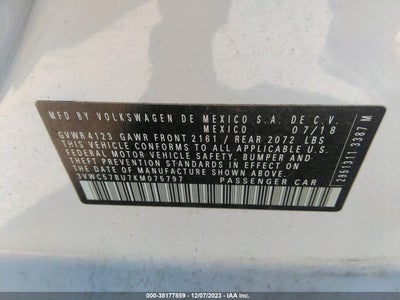 MFD BY VOLKSWAGEN DE MEXICO S.A. DE C.V.
MEXICO 07/18
GVWR 4123 GAWR FRONT 2161 / REAR 2072 LBS
THIS VEHICLE CONFORMS TO ALL APPLICABLE U.S.
FEDERAL MOTOR VEHICLE SAFETY, BUMPER AND
THEFT PREVENTION STANDARDS IN EFFECT ON
THE DATE OF MANUFACTURE SHOWN ABOVE.
3VWC57BU7KM075797 PASSENGER CAR
2951311 3387 M
000-38177859 - 12/07/2023 - IAA Inc.